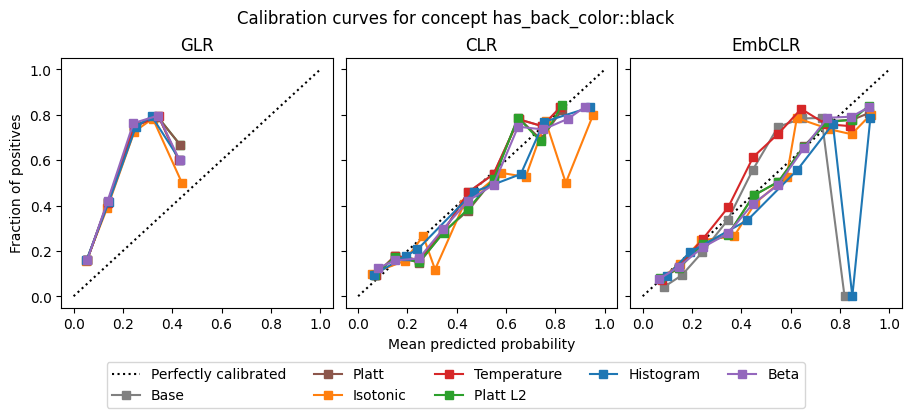 Calibration curves for concept has_back_color::black
GLR
CLR
EmbCLR
Fraction of positives
1.0
0.8
0.6
0.4
0.2
0.0
0.0 0.2 0.4 0.6 0.8 1.0
0.0 0.2 0.4 0.6 0.8 1.0
0.0 0.2 0.4 0.6 0.8 1.0
Mean predicted probability
Perfectly calibrated
Base
Platt
Isotonic
Temperature
Platt L2
Histogram
Beta